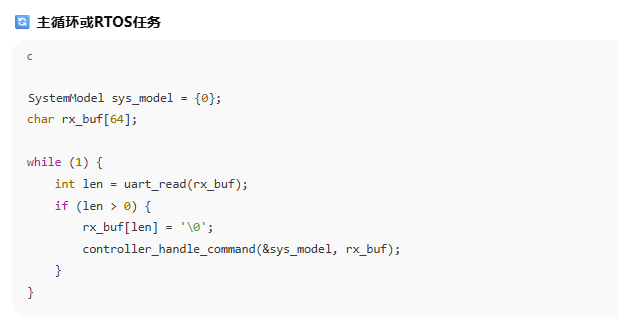 🔄 主循环或RTOS任务
c
SystemModel sys_model = {0};
char rx_buf[64];

while (1) {
    int len = uart_read(rx_buf);
    if (len > 0) {
        rx_buf[len] = '\0';
        controller_handle_command(&sys_model, rx_buf);
    }
}